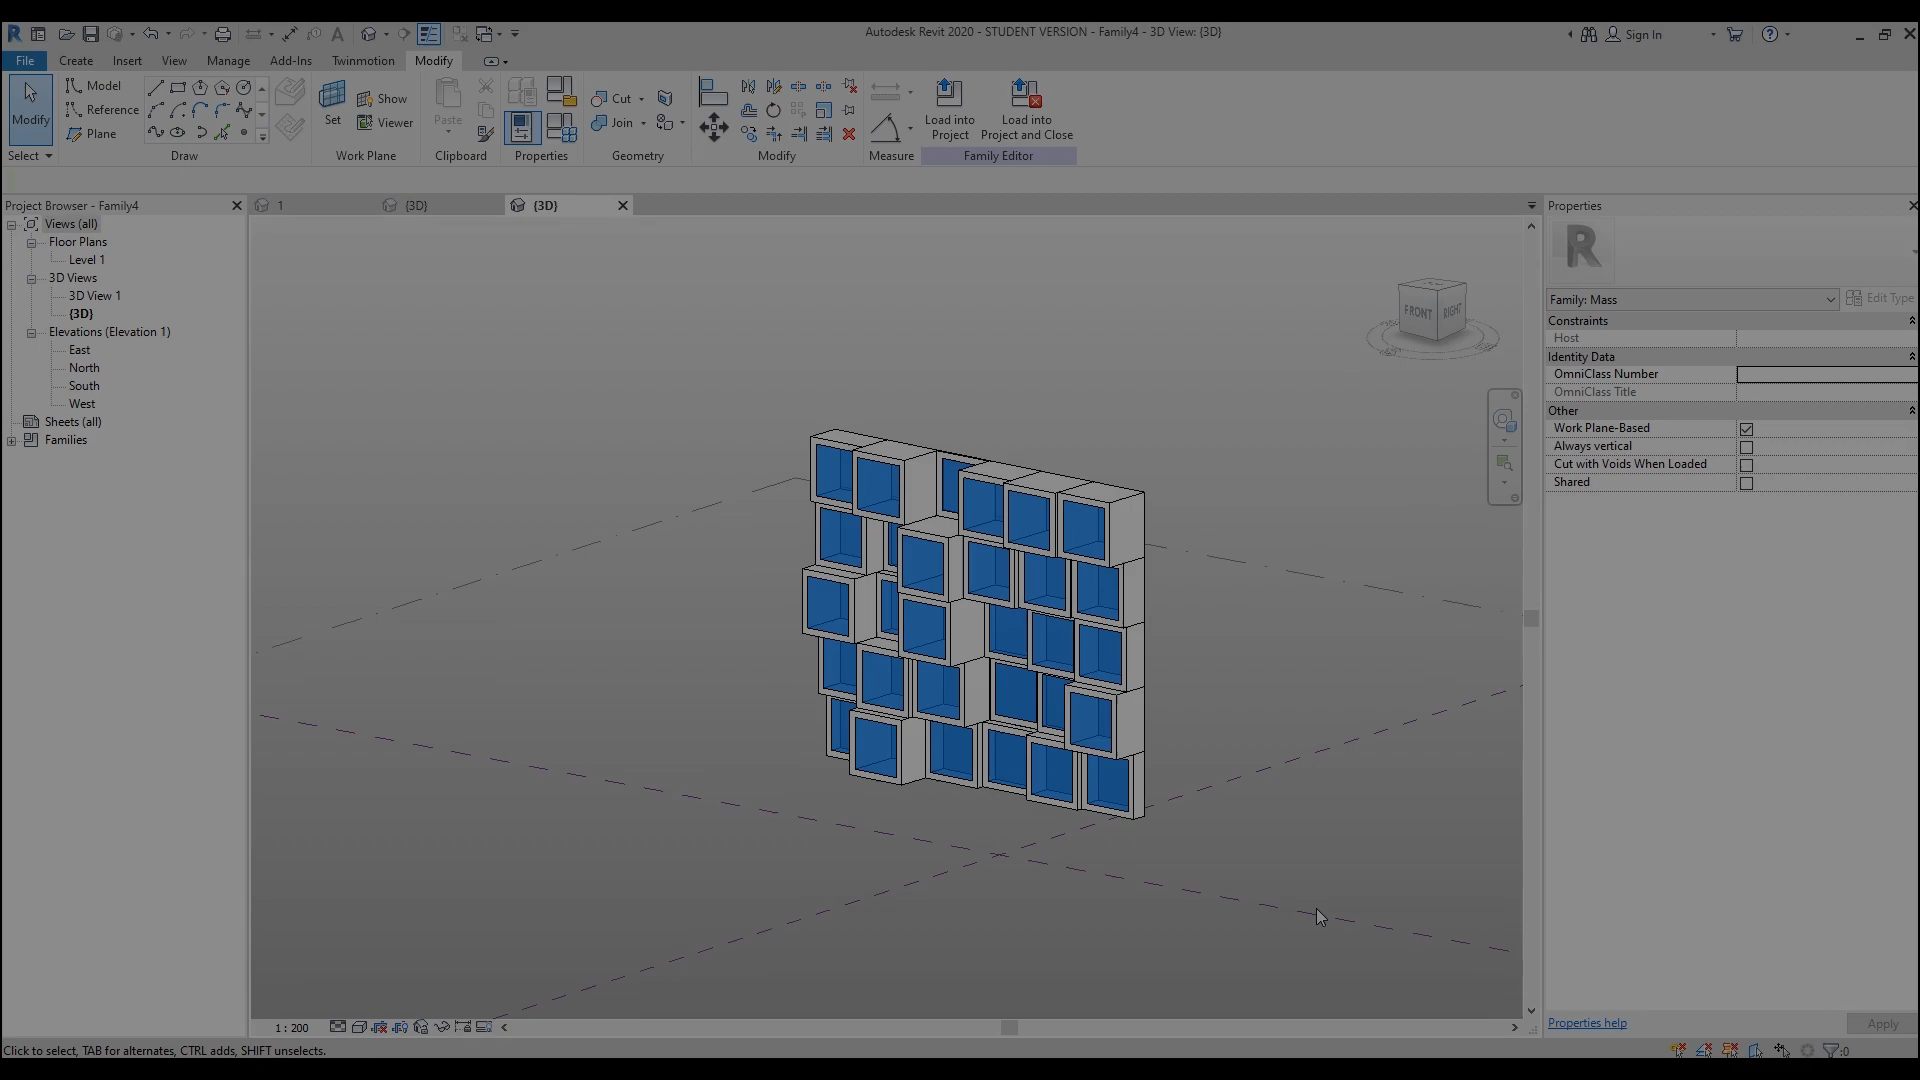 Autodesk Revit 2020 - STUDENT VERSION - Family4 - 3D View: {3D}
Sign In
File Create Insert View Manage Add-Ins Twinmotion Modify
Modify
Model
Reference
Plane
Set
Show
Viewer
Paste
Cut
Join
Load into
Project
Load into
Project and Close
Select
Draw
Work Plane
Clipboard
Properties
Geometry
Modify
Measure
Family Editor
Project Browser - Family4
1
{3D}
{3D}
Properties
Views (all)
Floor Plans
Level 1
3D Views
3D View 1
{3D}
Elevations (Elevation 1)
East
North
South
West
Sheets (all)
Families
FRONT
RIGHT
R
Family: Mass
Edit Type
Constraints
Host
Identity Data
OmniClass Number
OmniClass Title
Other
Work Plane-Based
Always vertical
Cut with Voids When Loaded
Shared
Properties help
Apply
1 : 200
Click to select, TAB for alternates, CTRL adds, SHIFT unselects.
:0